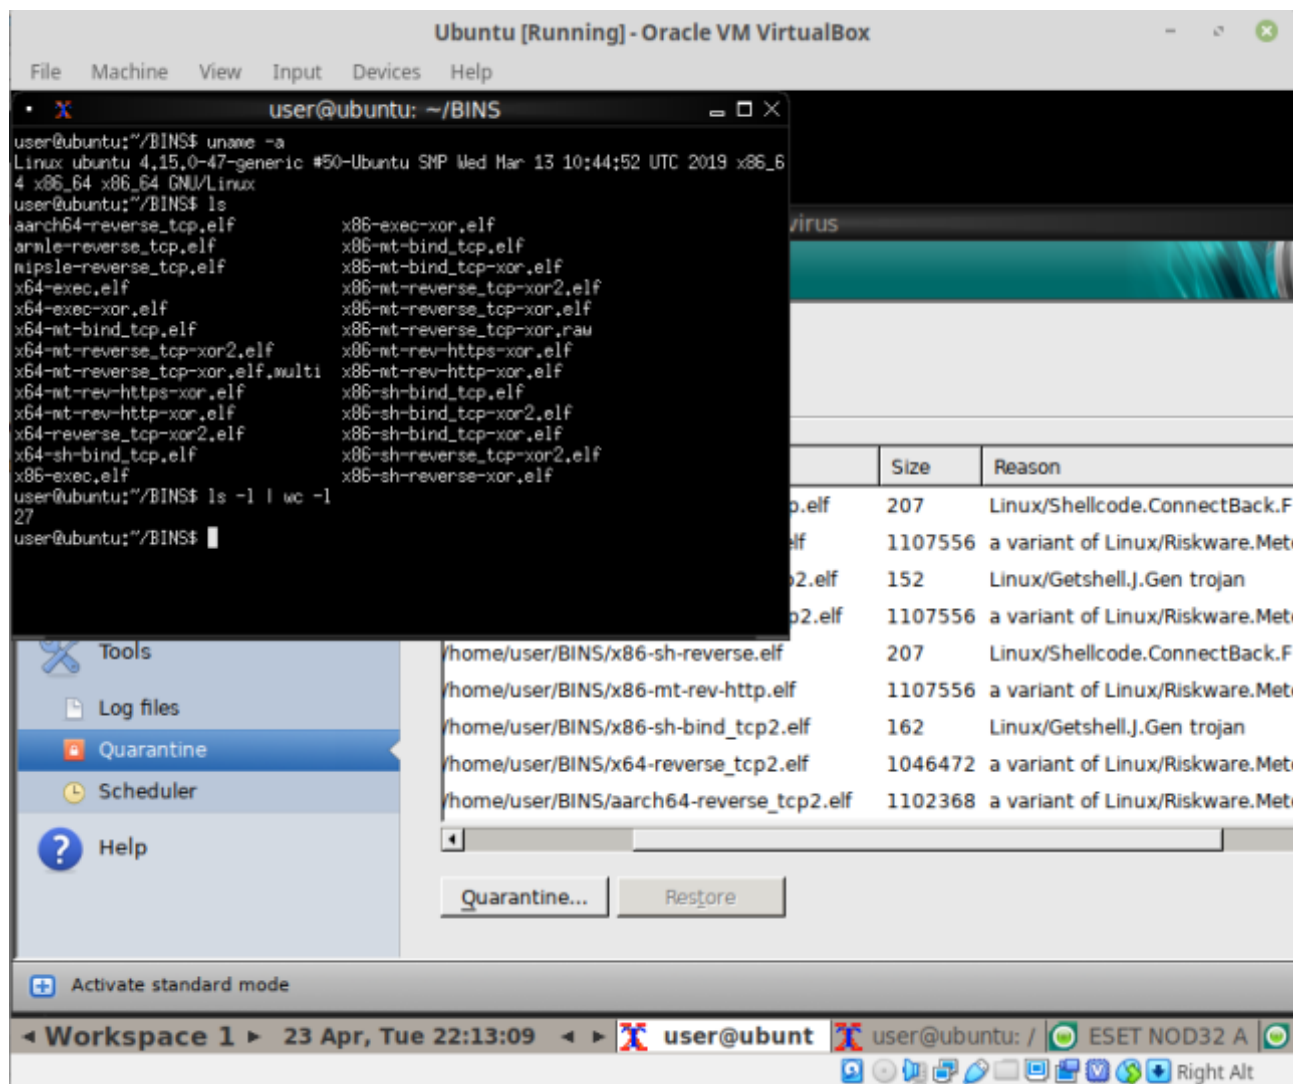 Ubuntu [Running] - Oracle VM VirtualBox
File Machine View Input Devices Help
user@ubuntu: ~/BINS
user@ubuntu:~/BINS$ uname -a
Linux ubuntu 4.15.0-47-generic #50-Ubuntu SMP Wed Mar 13 10:44:52 UTC 2019 x86_6
4 x86_64 x86_64 GNU/Linux
user@ubuntu:~/BINS$ ls
aarch64-reverse_tcp.elf x86-exec-xor.elf
armle-reverse_tcp.elf x86-mt-bind_tcp.elf
mipsle-reverse_tcp.elf x86-mt-bind_tcp-xor.elf
x64-exec.elf x86-mt-reverse_tcp-xor2.elf
x64-exec-xor.elf x86-mt-reverse_tcp-xor.elf
x64-mt-bind_tcp.elf x86-mt-reverse_tcp-xor.raw
x64-mt-reverse_tcp-xor2.elf x86-mt-rev-https-xor.elf
x64-mt-reverse_tcp-xor.elf.multi x86-mt-rev-http-xor.elf
x64-mt-rev-https-xor.elf x86-sh-bind_tcp.elf
x64-mt-rev-http-xor.elf x86-sh-bind_tcp-xor2.elf
x64-reverse_tcp-xor2.elf x86-sh-bind_tcp-xor.elf
x64-sh-bind_tcp.elf x86-sh-reverse_tcp-xor2.elf
x86-exec.elf x86-sh-reverse-xor.elf
user@ubuntu:~/BINS$ ls -l | wc -l
27
user@ubuntu:~/BINS$
virus
Size Reason
p.elf 207 Linux/Shellcode.ConnectBack.F
elf 1107556 a variant of Linux/Riskware.Met
p2.elf 152 Linux/Getshell.J.Gen trojan
p2.elf 1107556 a variant of Linux/Riskware.Met
/home/user/BINS/x86-sh-reverse.elf 207 Linux/Shellcode.ConnectBack.F
/home/user/BINS/x86-mt-rev-http.elf 1107556 a variant of Linux/Riskware.Met
/home/user/BINS/x86-sh-bind_tcp2.elf 162 Linux/Getshell.J.Gen trojan
/home/user/BINS/x64-reverse_tcp2.elf 1046472 a variant of Linux/Riskware.Met
/home/user/BINS/aarch64-reverse_tcp2.elf 1102368 a variant of Linux/Riskware.Met
Tools
Log files
Quarantine
Scheduler
Help
Quarantine... Restore
Activate standard mode
Workspace 1 23 Apr, Tue 22:13:09 user@ubunt user@ubuntu: / ESET NOD32 A
Right Alt